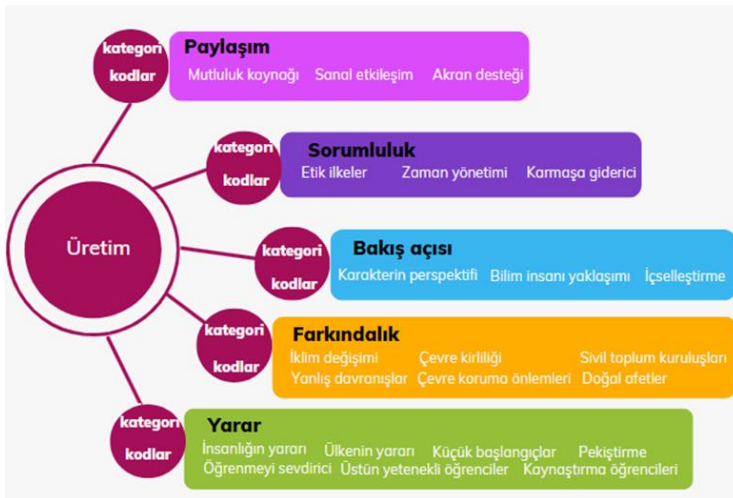 kategori
kodlar
Paylaşım
Mutluluk kaynağı Sanal etkileşim Akran desteği
kategori
kodlar
Sorumluluk
Etik ilkeler Zaman yönetimi Karmaşa giderici
Üretim
kategori
kodlar
Bakış açısı
Karakterin perspektifi Bilim insanı yaklaşımı İçselleştirme
kategori
kodlar
Farkındalık
İklim değişimi Çevre kirliliği Sivil toplum kuruluşları
Yanlış davranışlar Çevre koruma önlemleri Doğal afetler
kategori
kodlar
Yarar
İnsanlığın yararı Ülkenin yararı Küçük başlangıçlar Pekiştirme
Öğrenmeyi sevdirici Üstün yetenekli öğrenciler Kaynaştırma öğrencileri